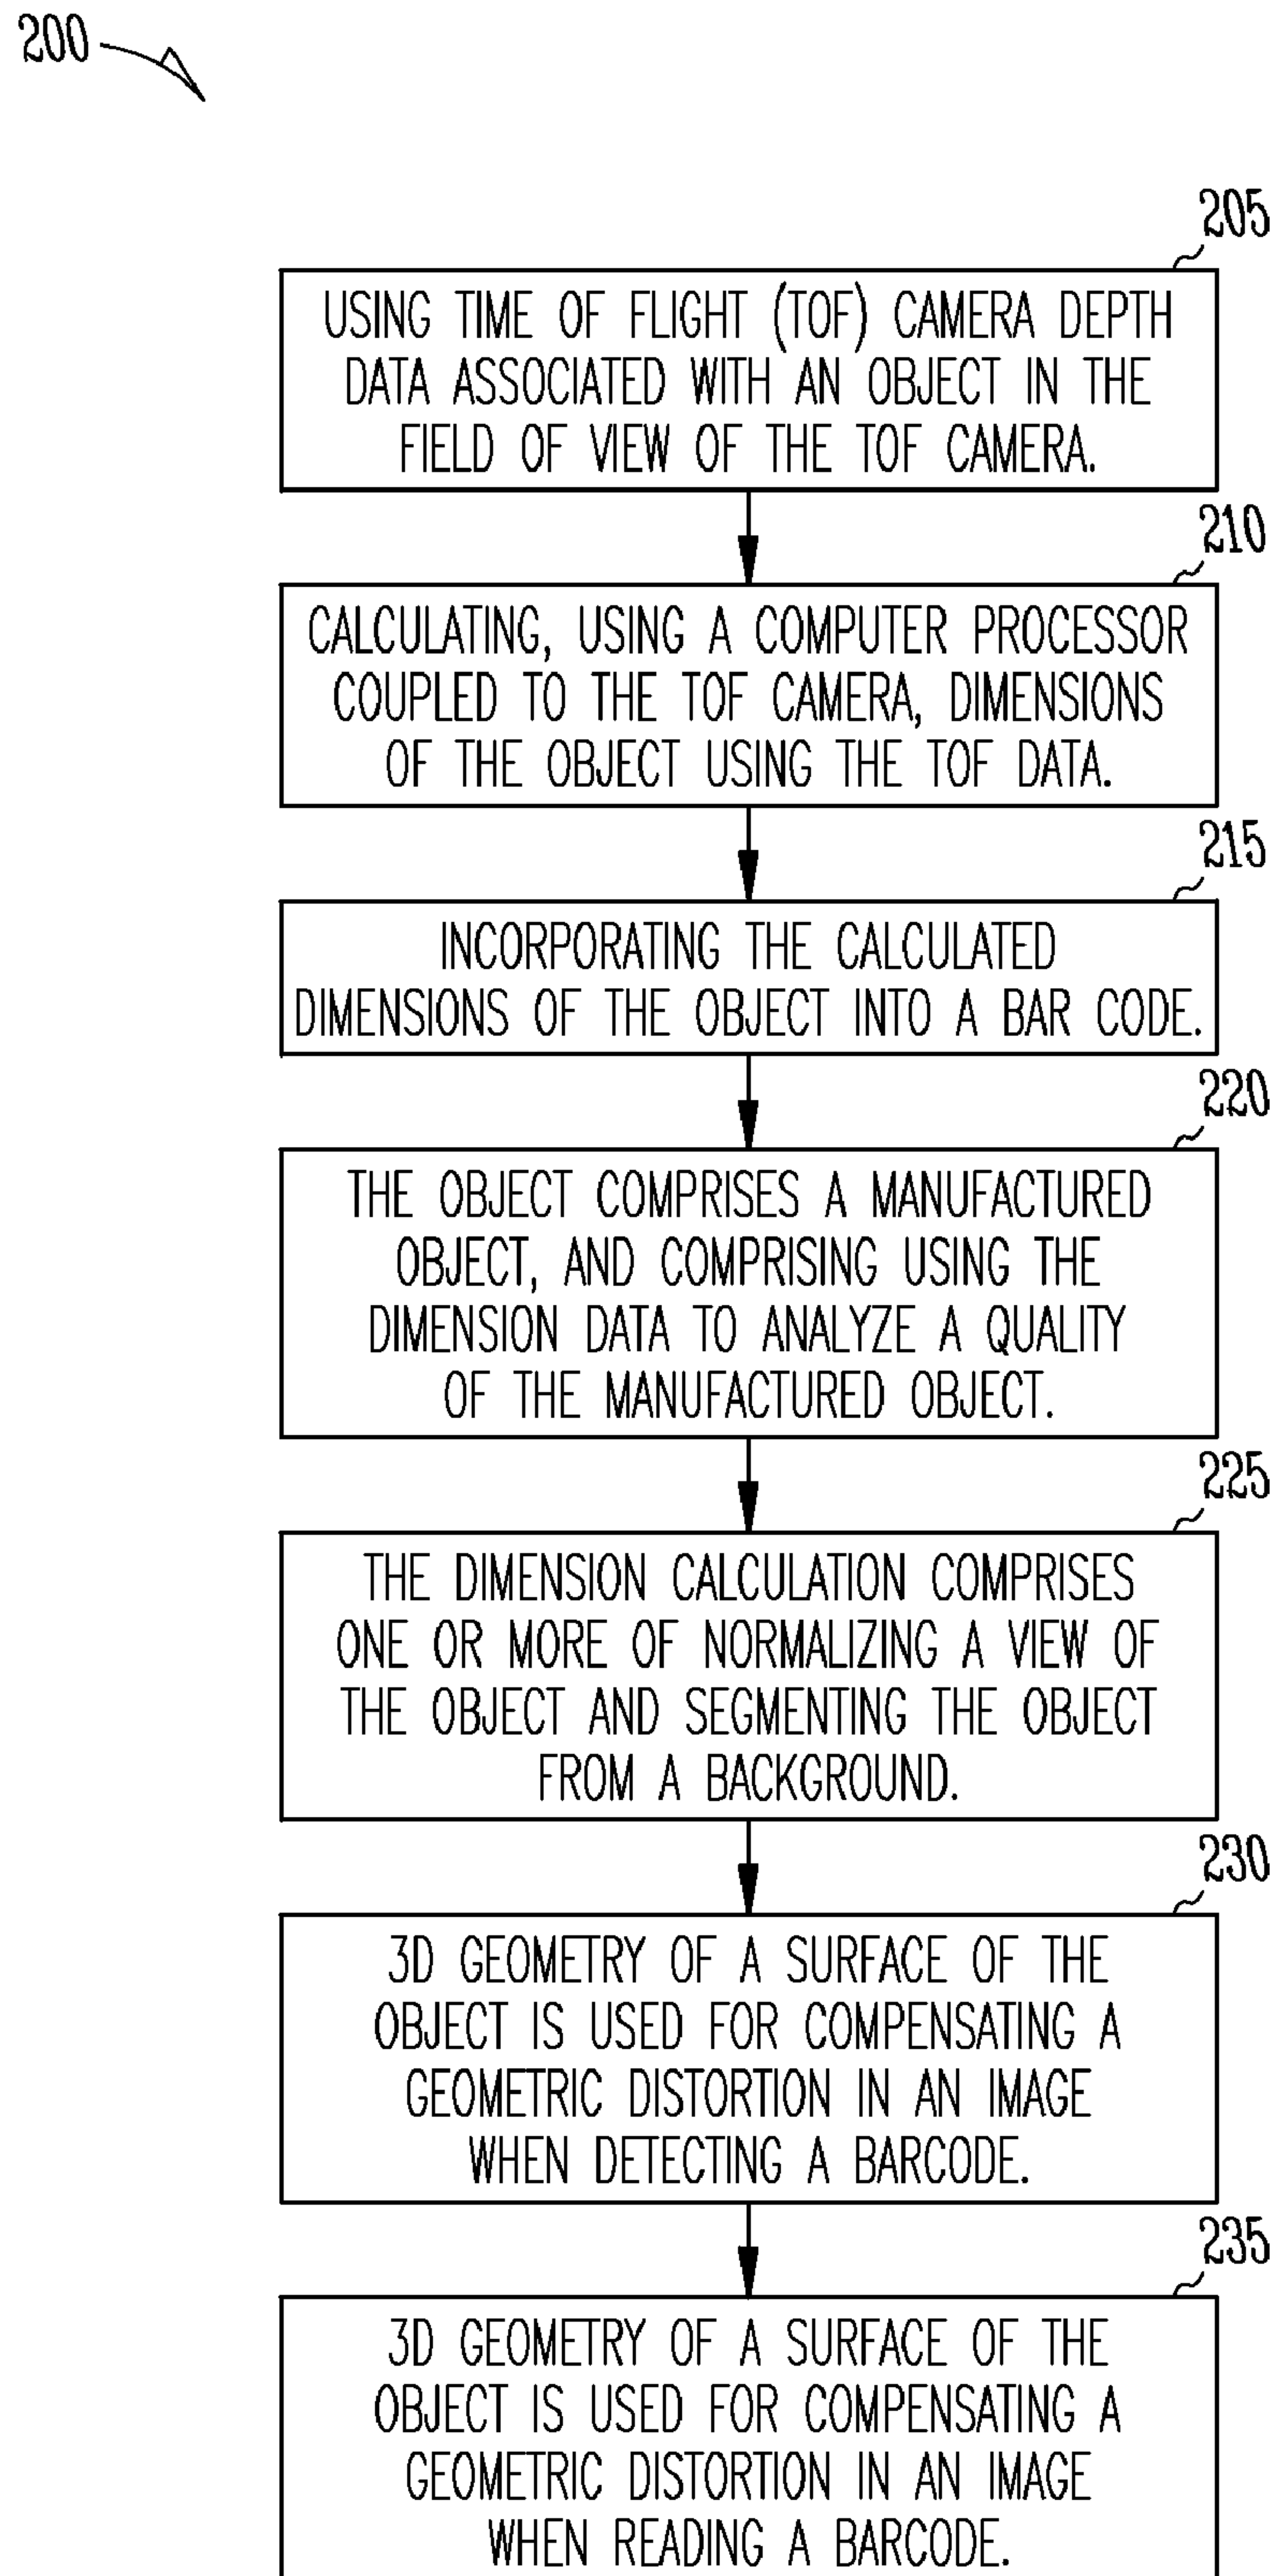 200
205
USING TIME OF FLIGHT (TOF) CAMERA DEPTH
DATA ASSOCIATED WITH AN OBJECT IN THE
FIELD OF VIEW OF THE TOF CAMERA.
210
CALCULATING, USING A COMPUTER PROCESSOR
COUPLED TO THE TOF CAMERA, DIMENSIONS
OF THE OBJECT USING THE TOF DATA.
215
INCORPORATING THE CALCULATED
DIMENSIONS OF THE OBJECT INTO A BAR CODE.
220
THE OBJECT COMPRISES A MANUFACTURED
OBJECT, AND COMPRISING USING THE
DIMENSION DATA TO ANALYZE A QUALITY
OF THE MANUFACTURED OBJECT.
225
THE DIMENSION CALCULATION COMPRISES
ONE OR MORE OF NORMALIZING A VIEW OF
THE OBJECT AND SEGMENTING THE OBJECT
FROM A BACKGROUND.
230
3D GEOMETRY OF A SURFACE OF THE
OBJECT IS USED FOR COMPENSATING A
GEOMETRIC DISTORTION IN AN IMAGE
WHEN DETECTING A BARCODE.
235
3D GEOMETRY OF A SURFACE OF THE
OBJECT IS USED FOR COMPENSATING A
GEOMETRIC DISTORTION IN AN IMAGE
WHEN READING A BARCODE.